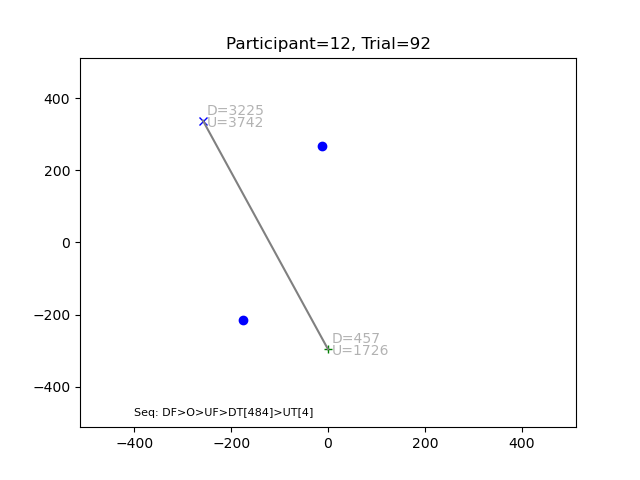 Participant=12, Trial=92
400
200
0
−200
−400
D=3225
U=3742
D=457
U=1726
Seq: DF>O>UF>DT[484]>UT[4]
−400
−200
0
200
400